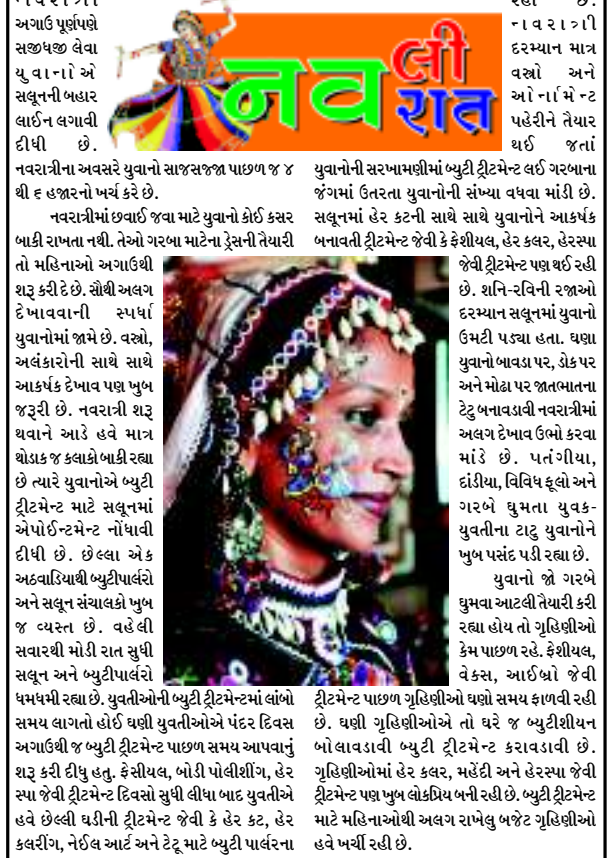 નવરાત્રી
અગાઉ પૂર્ણપણે
સજીધજી લેવા
યુવાનો એ
સલૂનની બહાર
લાઈન લગાવી
દીધી છે.
નવરાત્રીના અવસરે યુવાનો સાજસજ્જા પાછળ જ ૪
થી ૬ હજારનો ખર્ચ કરે છે.
નવરાત્રીમાં છવાઈ જવા માટે યુવાનો કોઈ કસર
બાકી રાખતા નથી. તેઓ ગરબા માટેના ડ્રેસની તૈયારી
તો મહિનાઓ અગાઉથી
શરૂ કરી દે છે. સૌથી અલગ
દેખાવવાની સ્પર્ધા
યુવાનોમાં જામે છે. વસ્ત્રો,
અલંકારોની સાથે સાથે
આકર્ષક દેખાવ પણ ખુબ
જરૂરી છે. નવરાત્રી શરૂ
થવાને આડે હવે માત્ર
થોડાક જ કલાકો બાકી રહ્યા
છે ત્યારે યુવાનોએ બ્યુટી
ટ્રીટમેન્ટ માટે સલૂનમાં
એપોઈન્ટમેન્ટ નોંધાવી
દીધી છે. છેલ્લા એક
અઠવાડિયાથી બ્યુટીપાર્લરો
અને સલૂન સંચાલકો ખુબ
જ વ્યસ્ત છે. વહેલી
સવારથી મોડી રાત સુધી
સલૂન અને બ્યુટીપાર્લરો
ધમધમી રહ્યા છે. યુવતીઓની બ્યુટી ટ્રીટમેન્ટમાં લાંબો
સમય લાગતો હોઈ ઘણી યુવતીઓએ પંદર દિવસ
અગાઉથી જ બ્યુટી ટ્રીટમેન્ટ પાછળ સમય આપવાનું
શરૂ કરી દીધુ હતુ. ફેસીયલ, બોડી પોલીશીંગ, હેર
સ્પા જેવી ટ્રીટમેન્ટ દિવસો સુધી લીધા બાદ યુવતીએ
હવે છેલ્લી ઘડીની ટ્રીટમેન્ટ જેવી કે હેર કટ, હેર
કલરીંગ, નેઈલ આર્ટ અને ટેટૂ માટે બ્યુટી પાર્લરના
નવલી
રાત
રહી છે.
નવરાત્રી
દરમ્યાન માત્ર
વસ્ત્રો અને
ઓર્નામેન્ટ
પહેરીને તૈયાર
થઈ જતાં
યુવાનોની સરખામણીમાં બ્યુટી ટ્રીટમેન્ટ લઈ ગરબાના
જંગમાં ઉતરતા યુવાનોની સંખ્યા વધવા માંડી છે.
સલૂનમાં હેર કટની સાથે સાથે યુવાનોને આકર્ષક
બનાવતી ટ્રીટમેન્ટ જેવી કે ફેશીયલ, હેર કલર, હેરસ્પા
જેવી ટ્રીટમેન્ટ પણ થઈ રહી
છે. શનિ-રવિની રજાઓ
દરમ્યાન સલૂનમાં યુવાનો
ઉમટી પડ્યા હતા. ઘણા
યુવાનો બાવડા પર, ડોક પર
અને મોઢા પર જાતભાતના
ટેટુ બનાવડાવી નવરાત્રીમાં
અલગ દેખાવ ઉભો કરવા
માંડે છે. પતંગીયા,
દાંડીયા, વિવિધ ફૂલો અને
ગરબે ઘુમતા યુવક-
યુવતીના ટાટુ યુવાનોને
ખુબ પસંદ પડી રહ્યા છે.
યુવાનો જો ગરબે
ઘુમવા આટલી તૈયારી કરી
રહ્યા હોય તો ગૃહિણીઓ
કેમ પાછળ રહે. ફેશીયલ,
વેક્સ, આઈબ્રો જેવી
ટ્રીટમેન્ટ પાછળ ગૃહિણીઓ ઘણો સમય ફાળવી રહી
છે. ઘણી ગૃહિણીઓએ તો ઘરે જ બ્યુટીશીયન
બોલાવડાવી બ્યુટી ટ્રીટમેન્ટ કરાવડાવી છે.
ગૃહિણીઓમાં હેર કલર, મહેંદી અને હેરસ્પા જેવી
ટ્રીટમેન્ટ પણ ખુબ લોકપ્રિય બની રહી છે. બ્યુટી ટ્રીટમેન્ટ
માટે મહિનાઓથી અલગ રાખેલુ બજેટ ગૃહિણીઓ
હવે ખર્ચી રહી છે.